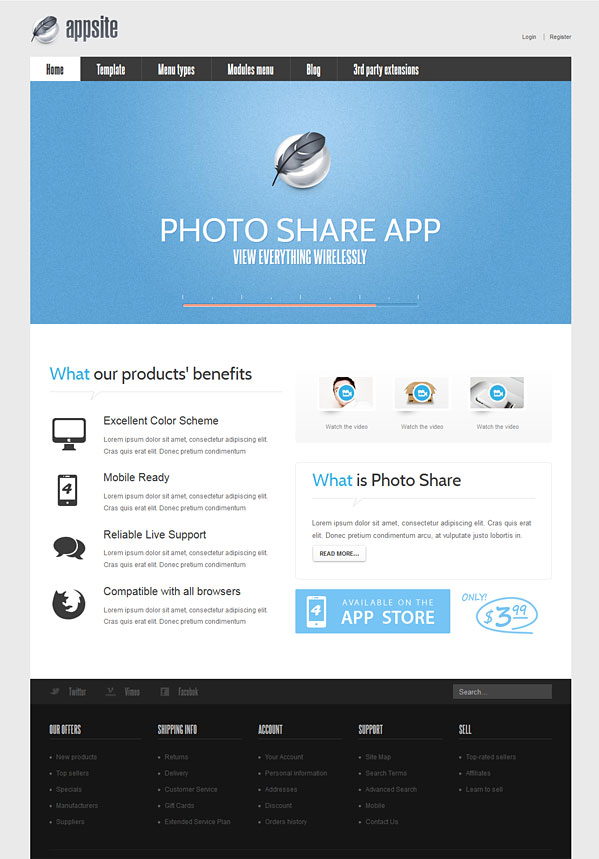 appsite
Login | Register
Home Template Menu types Modules menu Blog 3rd party extensions
PHOTO SHARE APP
VIEW EVERYTHING WIRELESSLY
What our products' benefits
Excellent Color Scheme
Lorem ipsum dolor sit amet, consectetur adipiscing elit.
Cras quis erat elit. Donec pretium condimentum
4
Mobile Ready
Lorem ipsum dolor sit amet, consectetur adipiscing elit.
Cras quis erat elit. Donec pretium condimentum
Reliable Live Support
Lorem ipsum dolor sit amet, consectetur adipiscing elit.
Cras quis erat elit. Donec pretium condimentum
Compatible with all browsers
Lorem ipsum dolor sit amet, consectetur adipiscing elit.
Cras quis erat elit. Donec pretium condimentum
Watch the video Watch the video Watch the video
What is Photo Share
Lorem ipsum dolor sit amet, consectetur adipiscing elit. Cras quis erat
elit. Donec pretium condimentum arcu, at vulputate justo lobortis in.
READ MORE...
4
AVAILABLE ON THE
APP STORE
ONLY!
$3.99
Twitter Vimeo Facebok
Search...
OUR OFFERS
New products
Top sellers
Specials
Manufacturers
Suppliers
SHIPPING INFO
Returns
Delivery
Customer Service
Gift Cards
Extended Service Plan
ACCOUNT
Your Account
Personal information
Addresses
Discount
Orders history
SUPPORT
Site Map
Search Terms
Advanced Search
Mobile
Contact Us
SELL
Top-rated sellers
Affiliates
Learn to sell